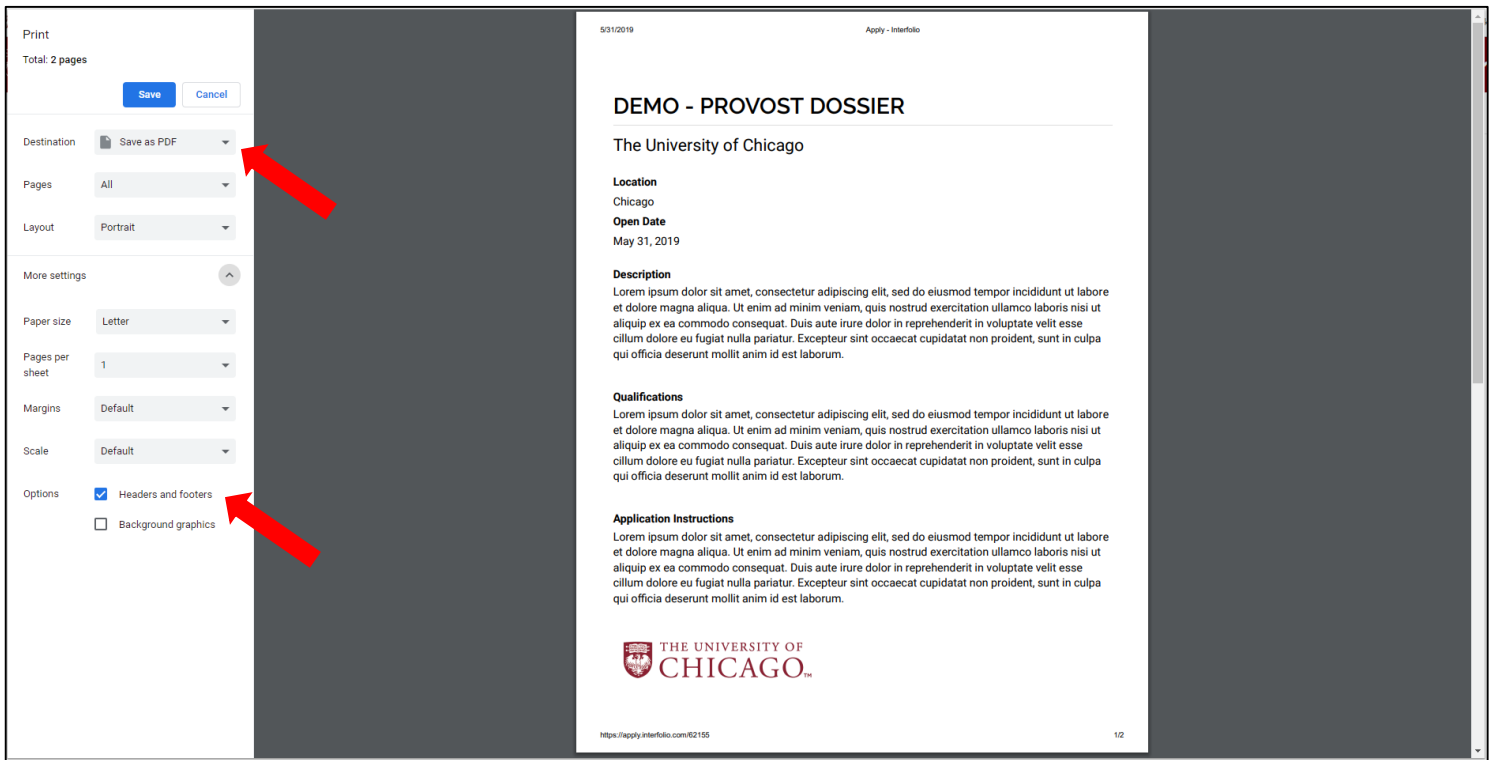 Print
Total: 2 pages
Save Cancel
Destination Save as PDF
Pages All
Layout Portrait
More settings
Paper size Letter
Pages per
sheet
1
Margins Default
Scale Default
Options Headers and footers
Background graphics
5/31/2019 Apply - Interfolio
DEMO - PROVOST DOSSIER
The University of Chicago
Location
Chicago
Open Date
May 31, 2019
Description
Lorem ipsum dolor sit amet, consectetur adipiscing elit, sed do eiusmod tempor incididunt ut labore
et dolore magna aliqua. Ut enim ad minim veniam, quis nostrud exercitation ullamco laboris nisi ut
aliquip ex ea commodo consequat. Duis aute irure dolor in reprehenderit in voluptate velit esse
cillum dolore eu fugiat nulla pariatur. Excepteur sint occaecat cupidatat non proident, sunt in culpa
qui officia deserunt mollit anim id est laborum.
Qualifications
Lorem ipsum dolor sit amet, consectetur adipiscing elit, sed do eiusmod tempor incididunt ut labore
et dolore magna aliqua. Ut enim ad minim veniam, quis nostrud exercitation ullamco laboris nisi ut
aliquip ex ea commodo consequat. Duis aute irure dolor in reprehenderit in voluptate velit esse
cillum dolore eu fugiat nulla pariatur. Excepteur sint occaecat cupidatat non proident, sunt in culpa
qui officia deserunt mollit anim id est laborum.
Application Instructions
Lorem ipsum dolor sit amet, consectetur adipiscing elit, sed do eiusmod tempor incididunt ut labore
et dolore magna aliqua. Ut enim ad minim veniam, quis nostrud exercitation ullamco laboris nisi ut
aliquip ex ea commodo consequat. Duis aute irure dolor in reprehenderit in voluptate velit esse
cillum dolore eu fugiat nulla pariatur. Excepteur sint occaecat cupidatat non proident, sunt in culpa
qui officia deserunt mollit anim id est laborum.
THE UNIVERSITY OF
CHICAGO™
https://apply.interfolio.com/62155 1/2